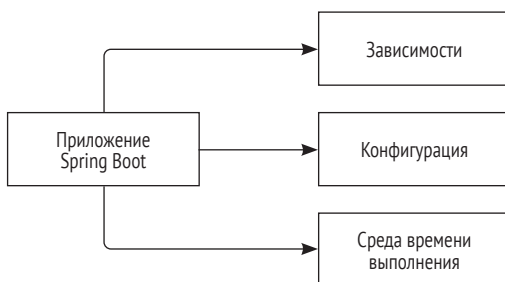 Зависимости
Приложение
Spring Boot
Конфигурация
Среда времени
выполнения